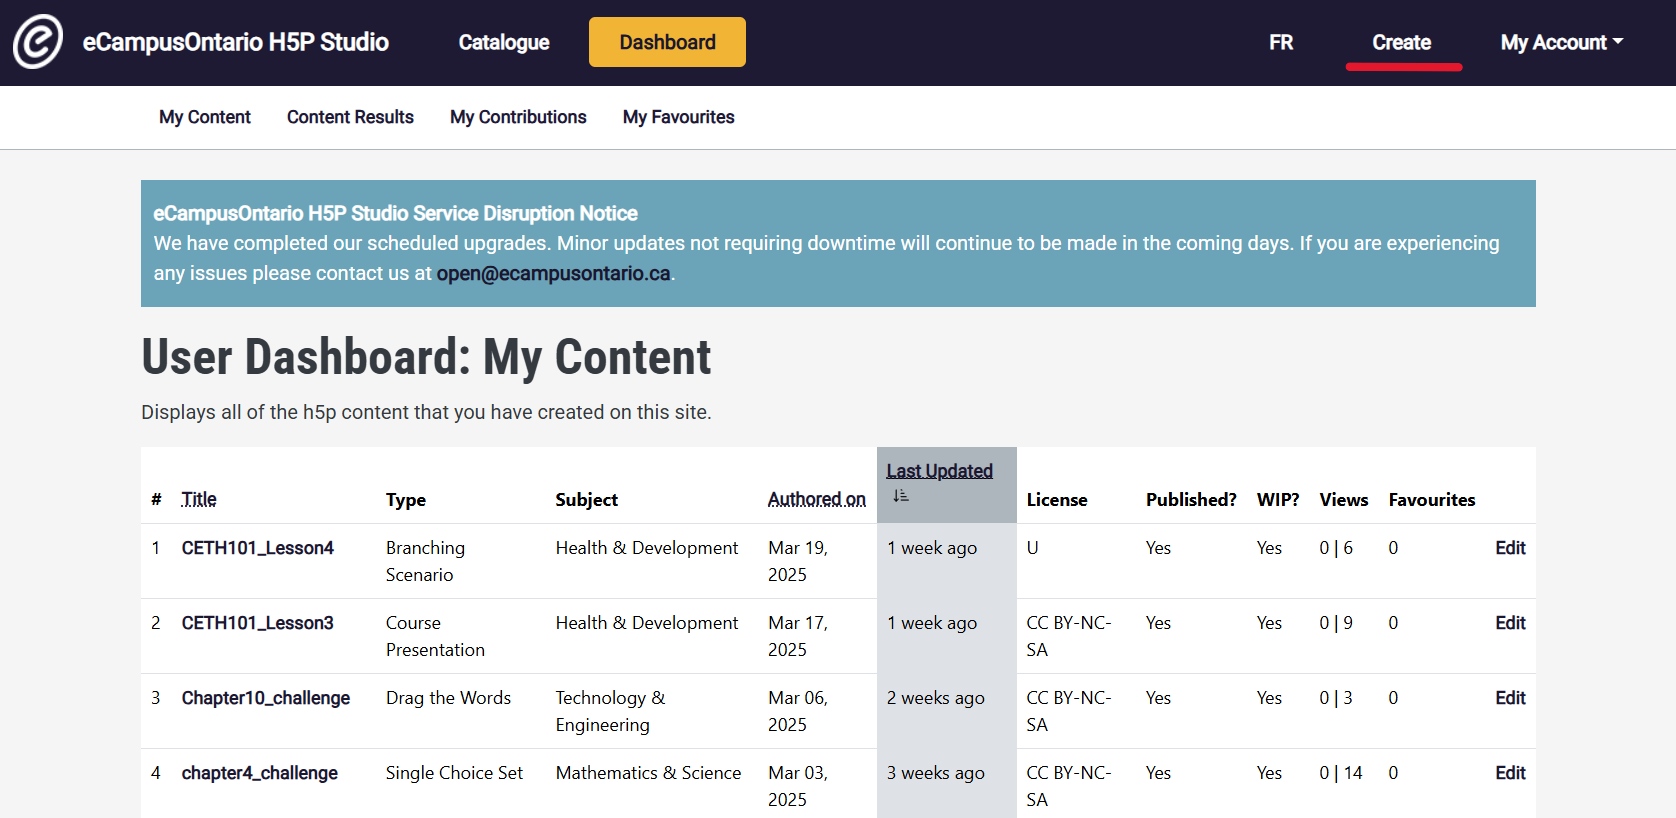 eCampusOntario H5P Studio Catalogue Dashboard FR Create My Account
My Content Content Results My Contributions My Favourites
eCampusOntario H5P Studio Service Disruption Notice
We have completed our scheduled upgrades. Minor updates not requiring downtime will continue to be made in the coming days. If you are experiencing
any issues please contact us at open@ecampusontario.ca.
User Dashboard: My Content
Displays all of the h5p content that you have created on this site.
# Title Type Subject Authored on Last Updated License Published? WIP? Views Favourites
1 CETH101_Lesson4 Branching Health & Development Mar 19, 1 week ago U Yes Yes 0 | 6 0 Edit
Scenario 2025
2 CETH101_Lesson3 Course Health & Development Mar 17, 1 week ago CC BY-NC- Yes Yes 0 | 9 0 Edit
Presentation 2025 SA
3 Chapter10_challenge Drag the Words Technology & Mar 06, 2 weeks ago CC BY-NC- Yes Yes 0 | 3 0 Edit
Engineering 2025 SA
4 chapter4_challenge Single Choice Set Mathematics & Science Mar 03, 3 weeks ago CC BY-NC- Yes Yes 0 | 14 0 Edit
2025 SA